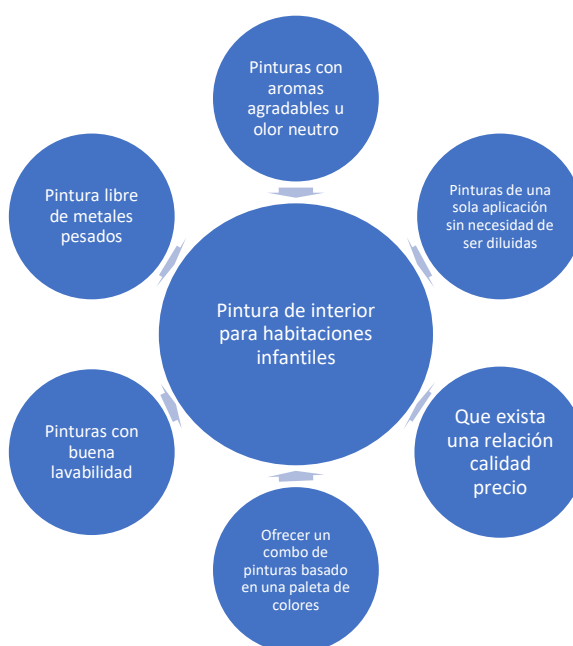 Pinturas con
aromas
agradables u
olor neutro
Pinturas de una
sola aplicación
sin necesidad de
ser diluidas
Que exista
una relación
calidad
precio
Ofrecer un
combo de
pinturas basado
en una paleta de
colores
Pinturas con
buena
lavabilidad
Pintura libre
de metales
pesados
Pintura de interior
para habitaciones
infantiles